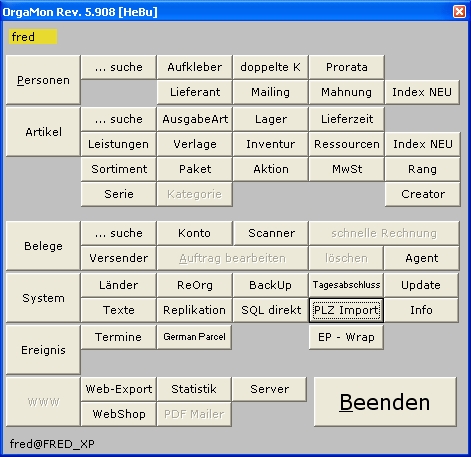 OrgaMon Rev. 5.908 [HeBu]
fred
Personen ... suche Aufkleber doppelte K Prorata
Lieferant Mailing Mahnung Index NEU
Artikel ... suche AusgabeArt Lager Lieferzeit
Leistungen Verlage Inventur Ressourcen Index NEU
Sortiment Paket Aktion MwSt Rang
Serie Kategorie Creator
Belege ... suche Konto Scanner schnelle Rechnung
Versender Auftrag bearbeiten löschen Agent
System Länder ReOrg BackUp Tagesabschluss Update
Texte Replikation SQL direkt PLZ Import Info
Ereignis Termine German Parcel EP - Wrap
www Web-Export Statistik Server Beenden
WebShop PDF Mailer
fred@FRED_XP